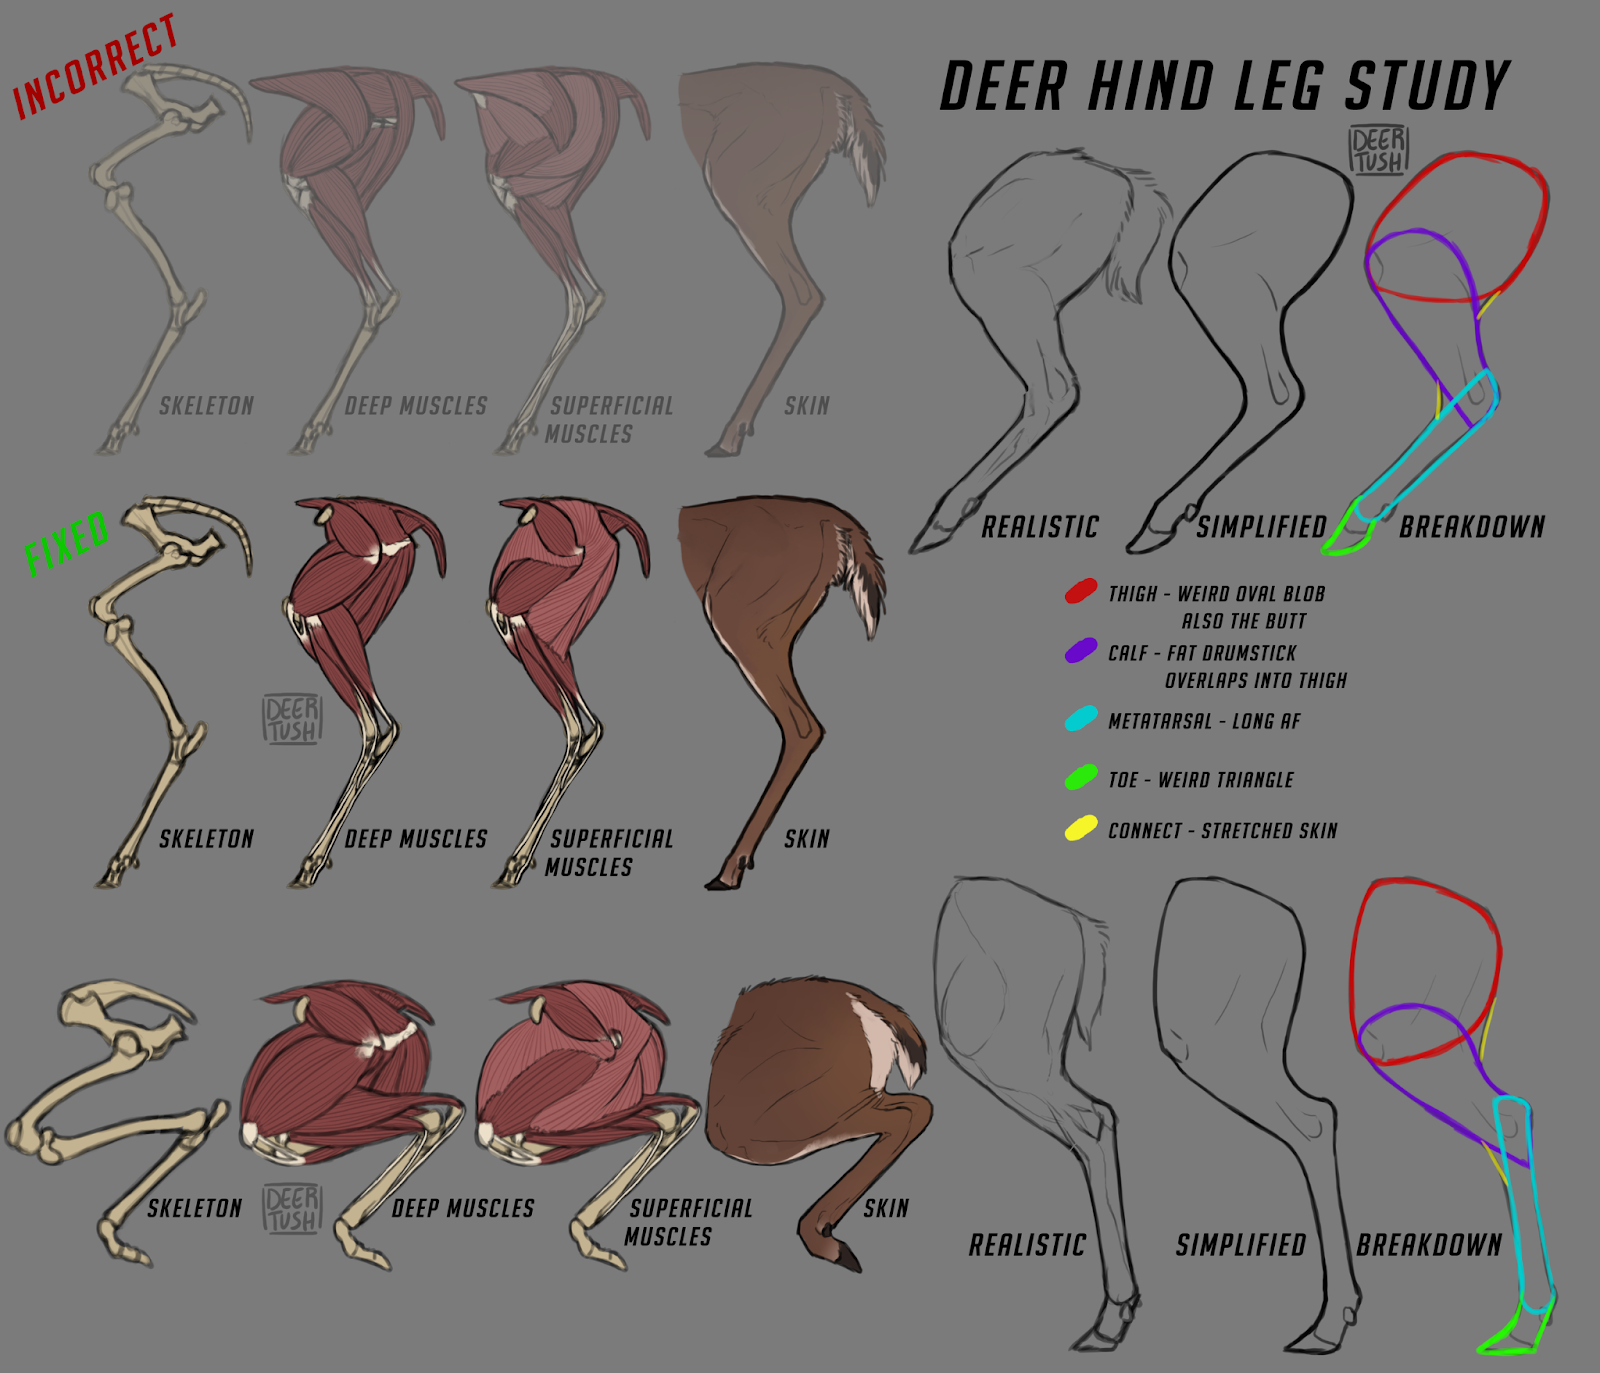 INCORRECT
SKELETON
DEEP MUSCLES
SUPERFICIAL
MUSCLES
SKIN
DEER HIND LEG STUDY
DEER
TUSH
REALISTIC
SIMPLIFIED
BREAKDOWN
FIXED
DEER
TUSH
SKELETON
DEEP MUSCLES
SUPERFICIAL
MUSCLES
SKIN
THIGH - WEIRD OVAL BLOB
ALSO THE BUTT
CALF - FAT DRUMSTICK
OVERLAPS INTO THIGH
METATARSAL - LONG AF
TOE - WEIRD TRIANGLE
CONNECT - STRETCHED SKIN
SKELETON
DEER
TUSH
DEEP MUSCLES
SUPERFICIAL
MUSCLES
SKIN
REALISTIC
SIMPLIFIED
BREAKDOWN